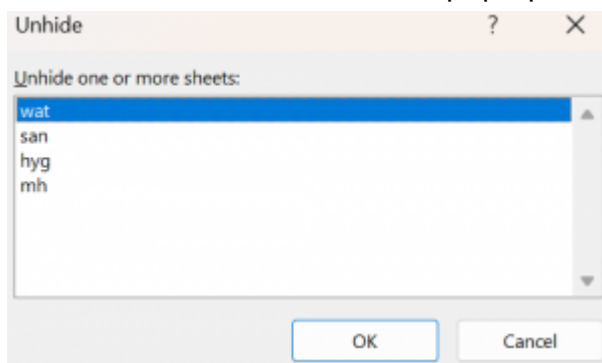 Unhide ? ×
Unhide one or more sheets:
wat
san
hyg
mh
OK Cancel